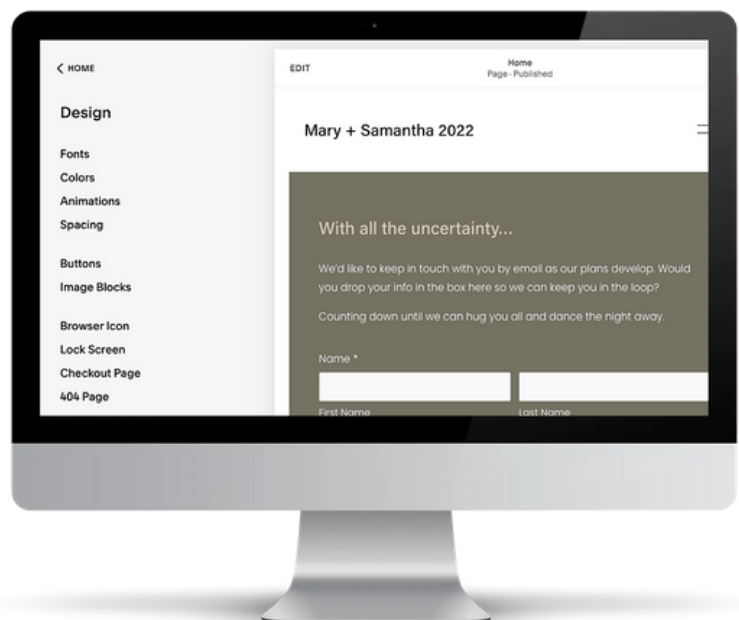 HOME
Design
Fonts
Colors
Animations
Spacing
Buttons
Image Blocks
Browser Icon
Lock Screen
Checkout Page
404 Page
EDIT
Home
Page · Published
Mary + Samantha 2022
With all the uncertainty...
We'd like to keep in touch with you by email as our plans develop. Would
you drop your info in the box here so we can keep you in the loop?
Counting down until we can hug you all and dance the night away.
Name *
First Name
Last Name